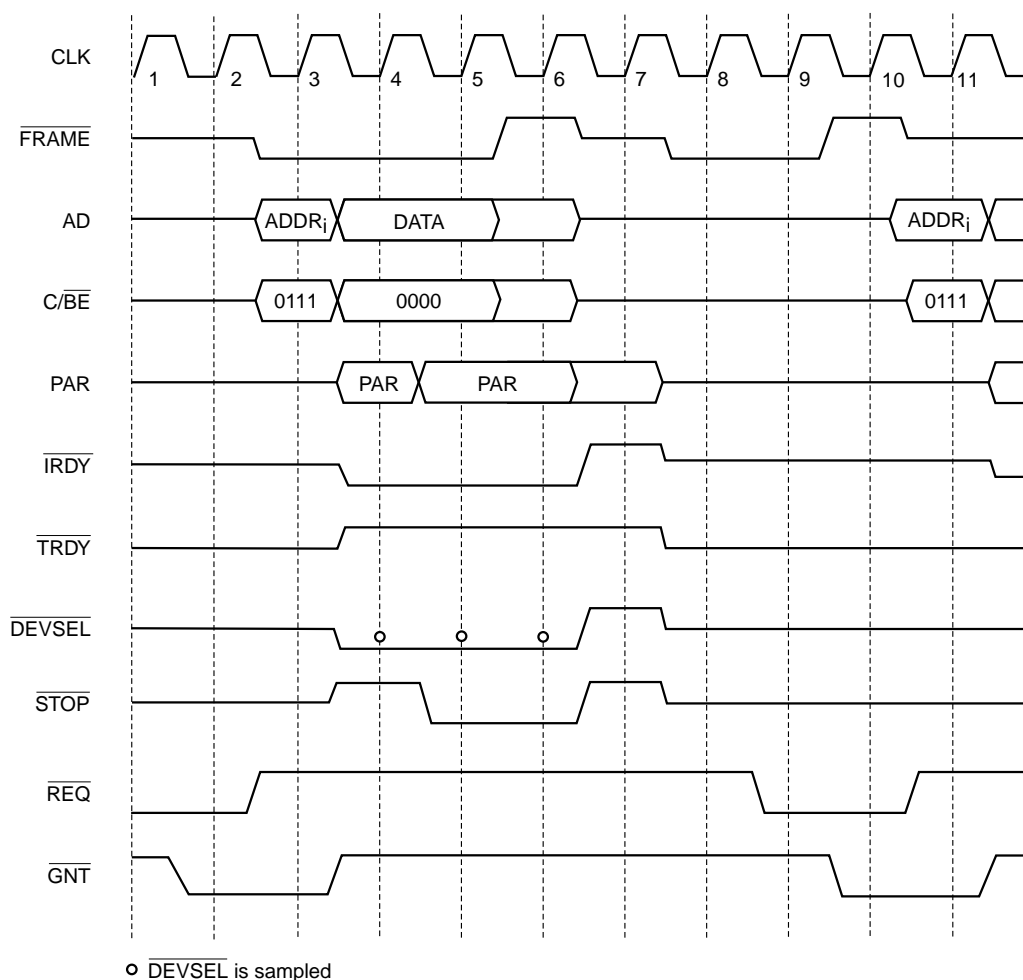 CLK
1 2 3 4 5 6 7 8 9 10 11
FRAME
AD
ADDRi DATA ADDRi
C/BE
0111 0000 0111
PAR
PAR PAR
IRDY
TRDY
DEVSEL
STOP
REQ
GNT
DEVSEL is sampled